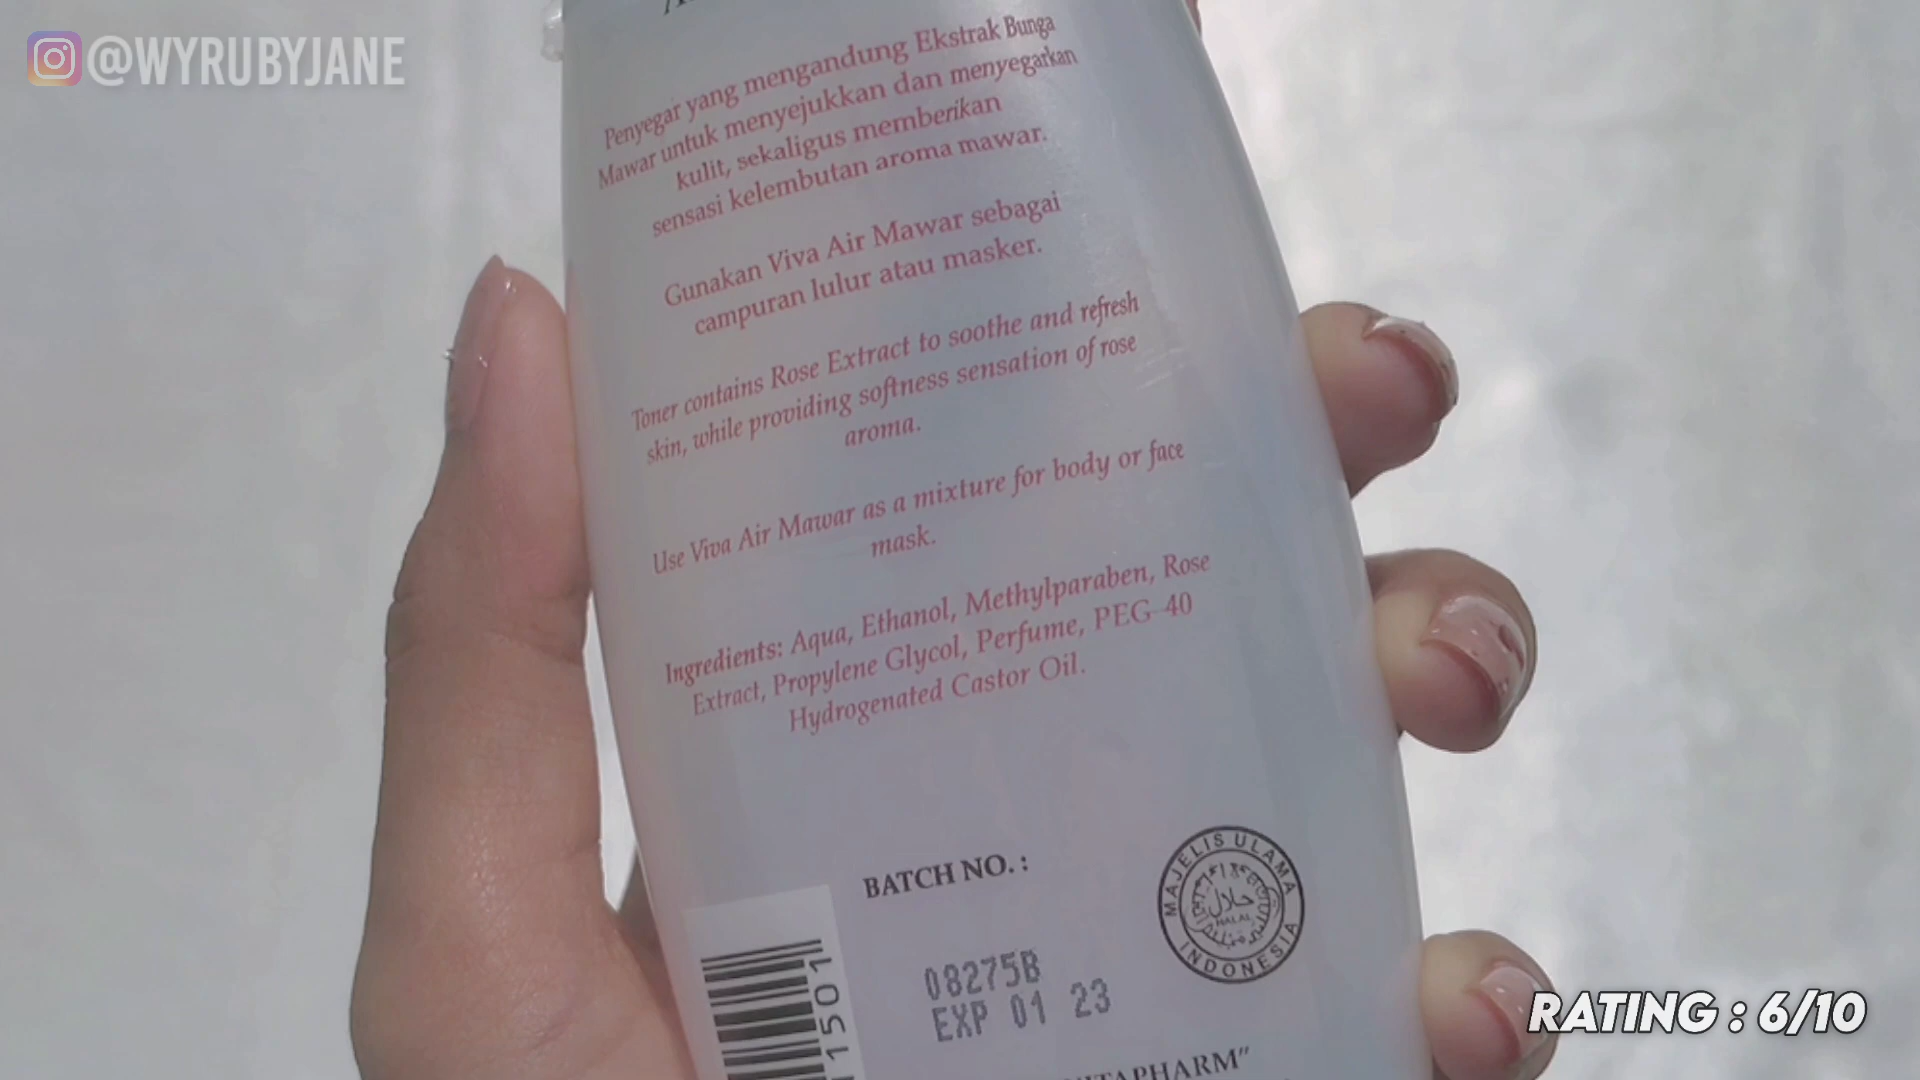 @WYRUBYJANE
Penyegar yang mengandung Ekstrak Bunga
Mawar untuk menyejukkan dan menyegarkan
kulit, sekaligus memberikan
sensasi kelembutan aroma mawar.
Gunakan Viva Air Mawar sebagai
campuran lulur atau masker.
Toner contains Rose Extract to soothe and refresh
skin, while providing softness sensation of rose
aroma.
Use Viva Air Mawar as a mixture for body or face
mask.
Ingredients: Aqua, Ethanol, Methylparaben, Rose
Extract, Propylene Glycol, Perfume, PEG-40
Hydrogenated Castor Oil.
BATCH NO. :
08275B
EXP 01 23
MAJELIS ULAMA
حلال
HALAL
INDONESIA
11501
RATING : 6/10